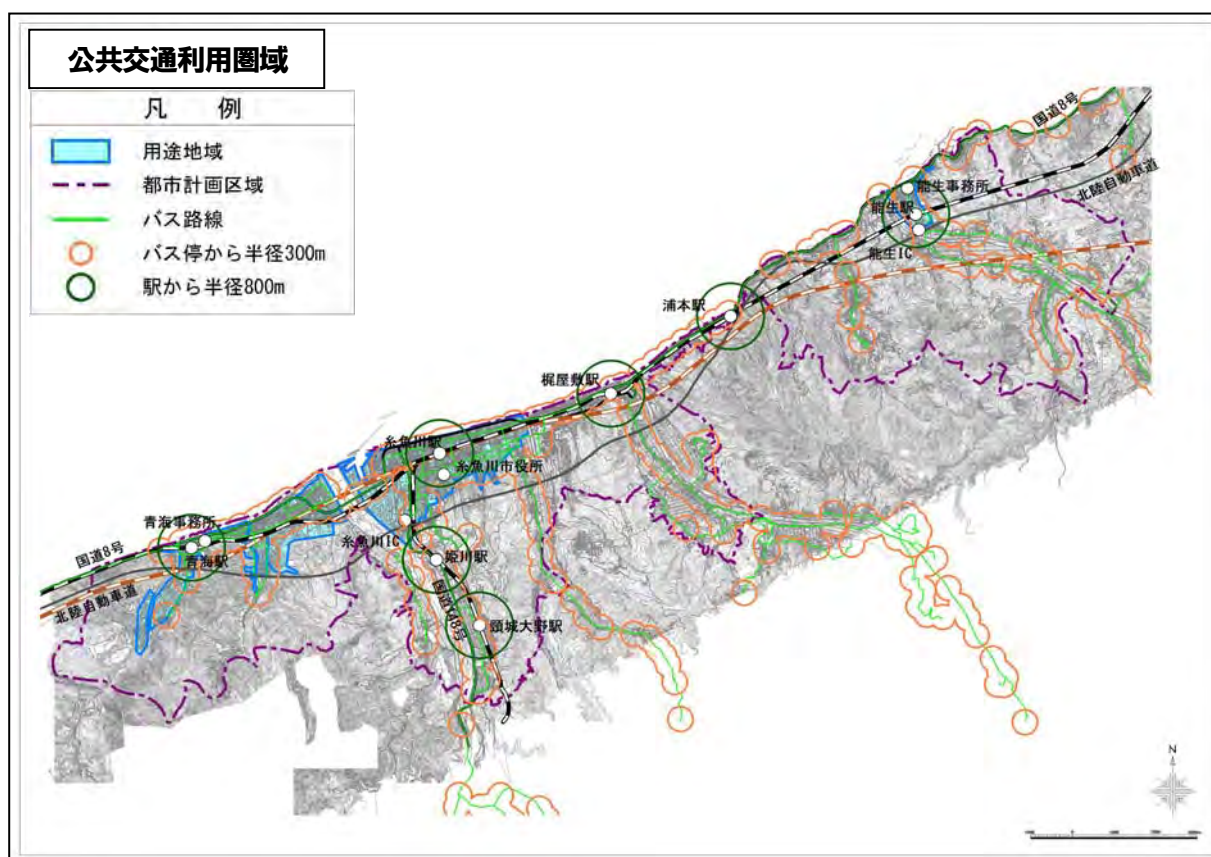 公共交通利用圏域
凡 例
用途地域
都市計画区域
バス路線
バス停から半径300m
駅から半径800m
国道8号
北陸自動車道
能生事務所
能生駅
能生IC
浦本駅
梶屋敷駅
糸魚川駅
糸魚川市役所
青海事務所
国道8号
青海駅
糸魚川IC
姫川駅
北陸自動車道
国道148号
頸城大野駅
N